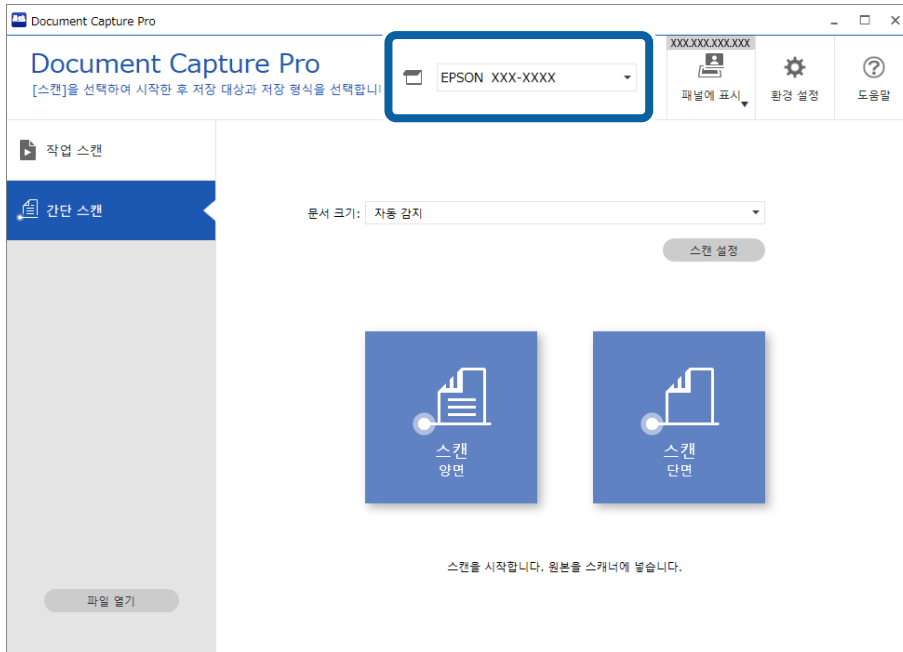 Document Capture Pro
Document Capture Pro
[스캔]을 선택하여 시작한 후 저장 대상과 저장 형식을 선택합니
EPSON XXX-XXXX
XXX.XXX.XXX.XXX
패널에 표시
환경 설정
도움말
작업 스캔
간단 스캔
문서 크기: 자동 감지
스캔 설정
스캔
양면
스캔
단면
스캔을 시작합니다. 원본을 스캐너에 넣습니다.
파일 열기